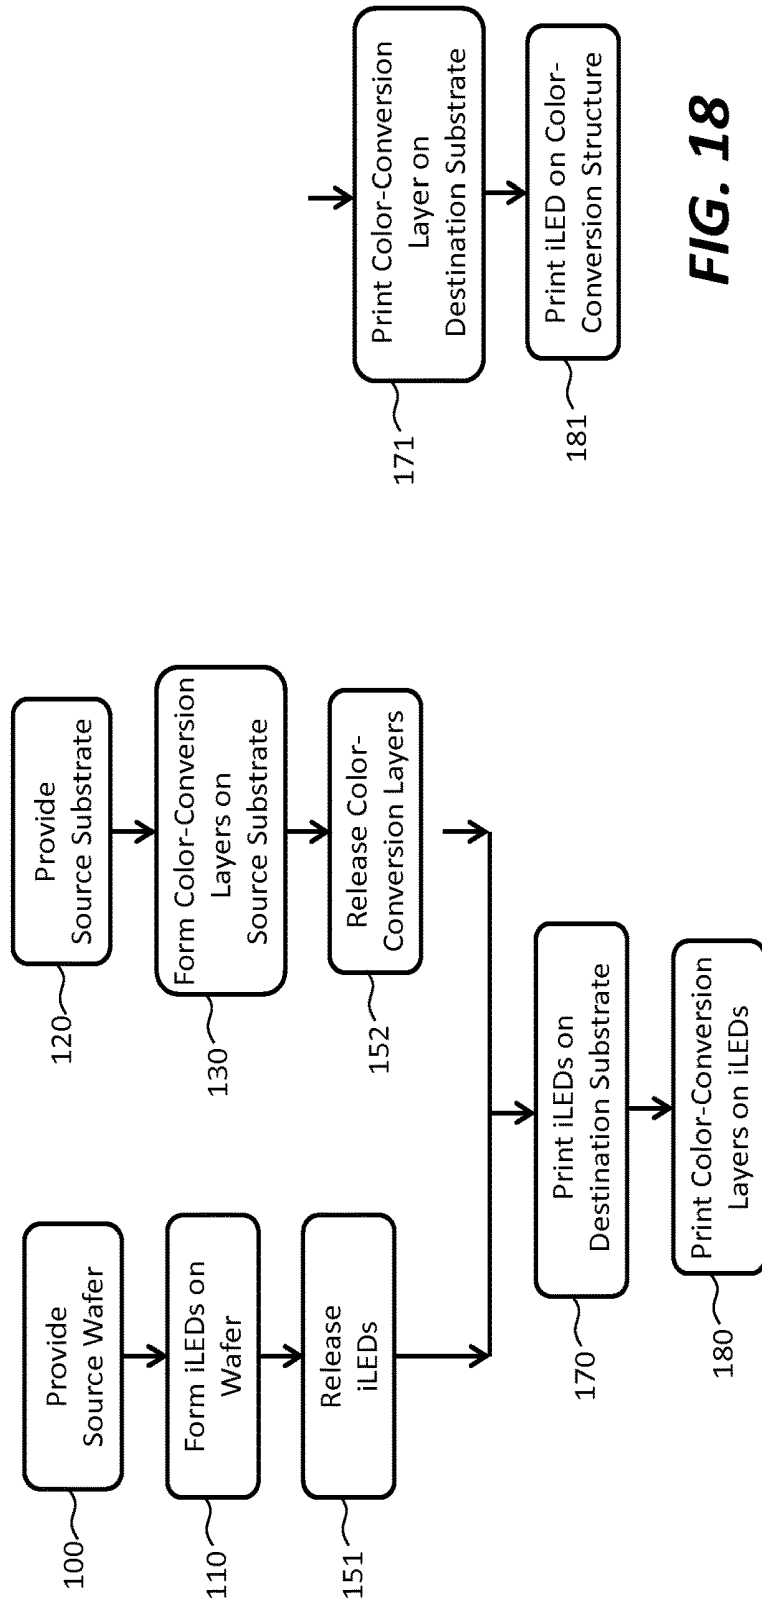 100
Provide
Source Wafer
110
Form iLEDs on
Wafer
151
Release
iLEDs
120
Provide
Source Substrate
130
Form Color-Conversion
Layers on
Source Substrate
152
Release Color-
Conversion Layers
170
Print iLEDs on
Destination Substrate
180
Print Color-Conversion
Layers on iLEDs
171
Print Color-Conversion
Layer on
Destination Substrate
181
Print iLED on Color-
Conversion Structure
FIG. 18